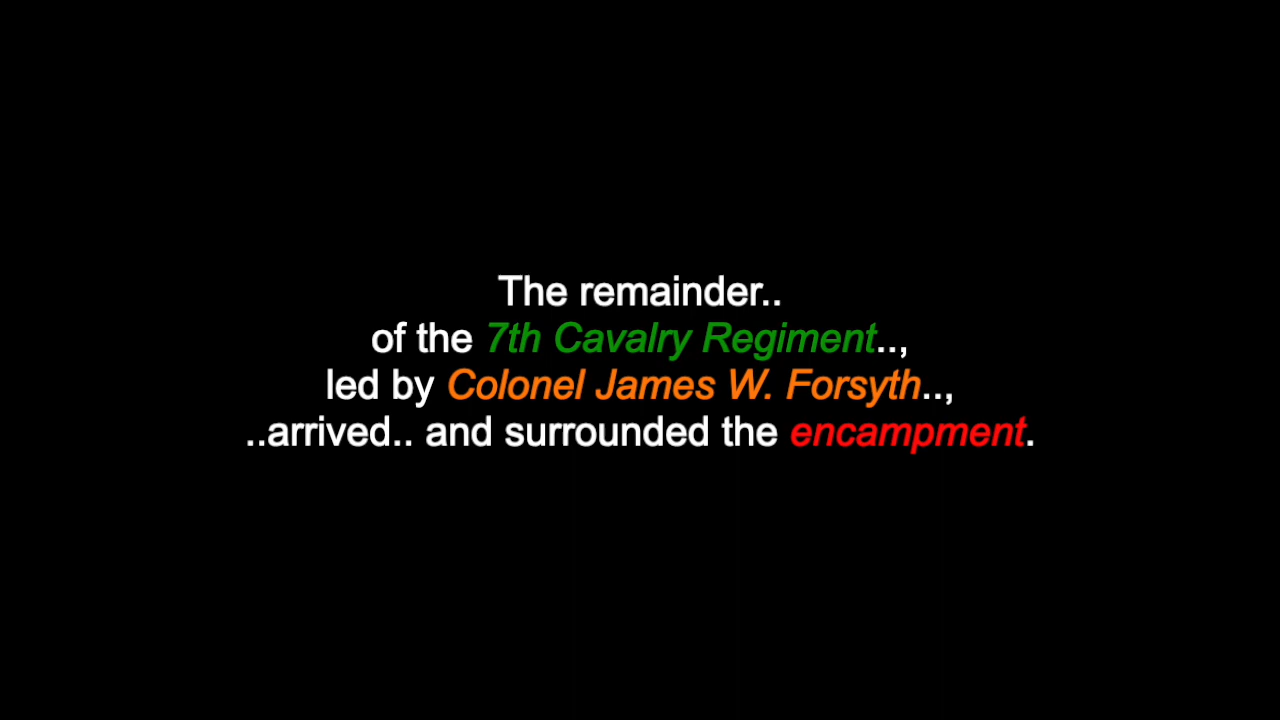 The remainder..
of the 7th Cavalry Regiment..,
led by Colonel James W. Forsyth..,
..arrived.. and surrounded the encampment.